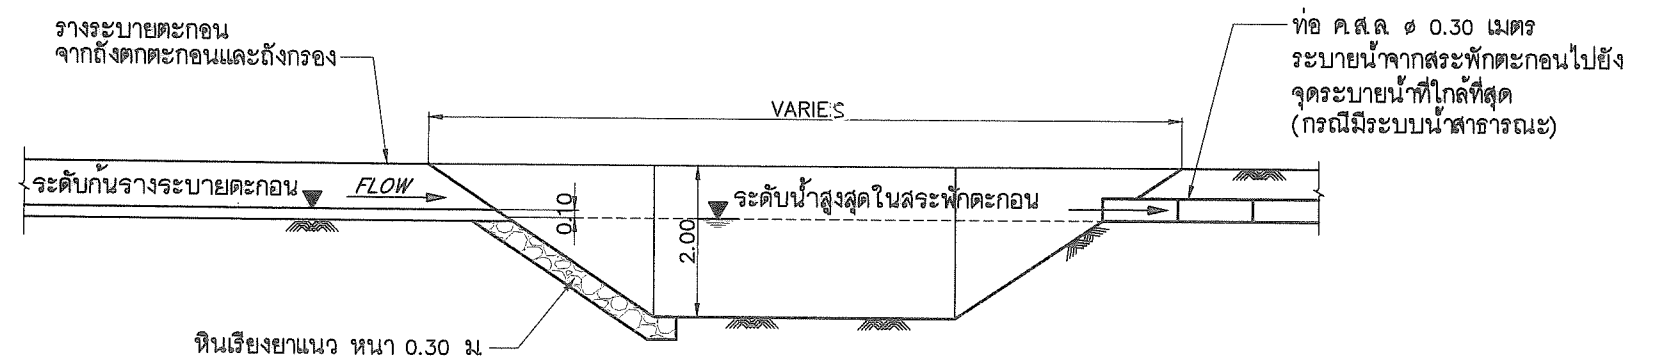 รางระบายตะกอน
จากถังตกตะกอนและถังกรอง
ท่อ ค.ส.ล. ø 0.30 เมตร
ระบายน้ำจากสระพักตะกอนไปยัง
จุดระบายน้ำที่ใกล้ที่สุด
(กรณีมีระบบน้ำสาธารณะ)
VARIES
ระดับก้นรางระบายตะกอน
FLOW
0.10
2.00
ระดับน้ำสูงสุดในสระพักตะกอน
หินเรียงยาแนว หนา 0.30 ม.